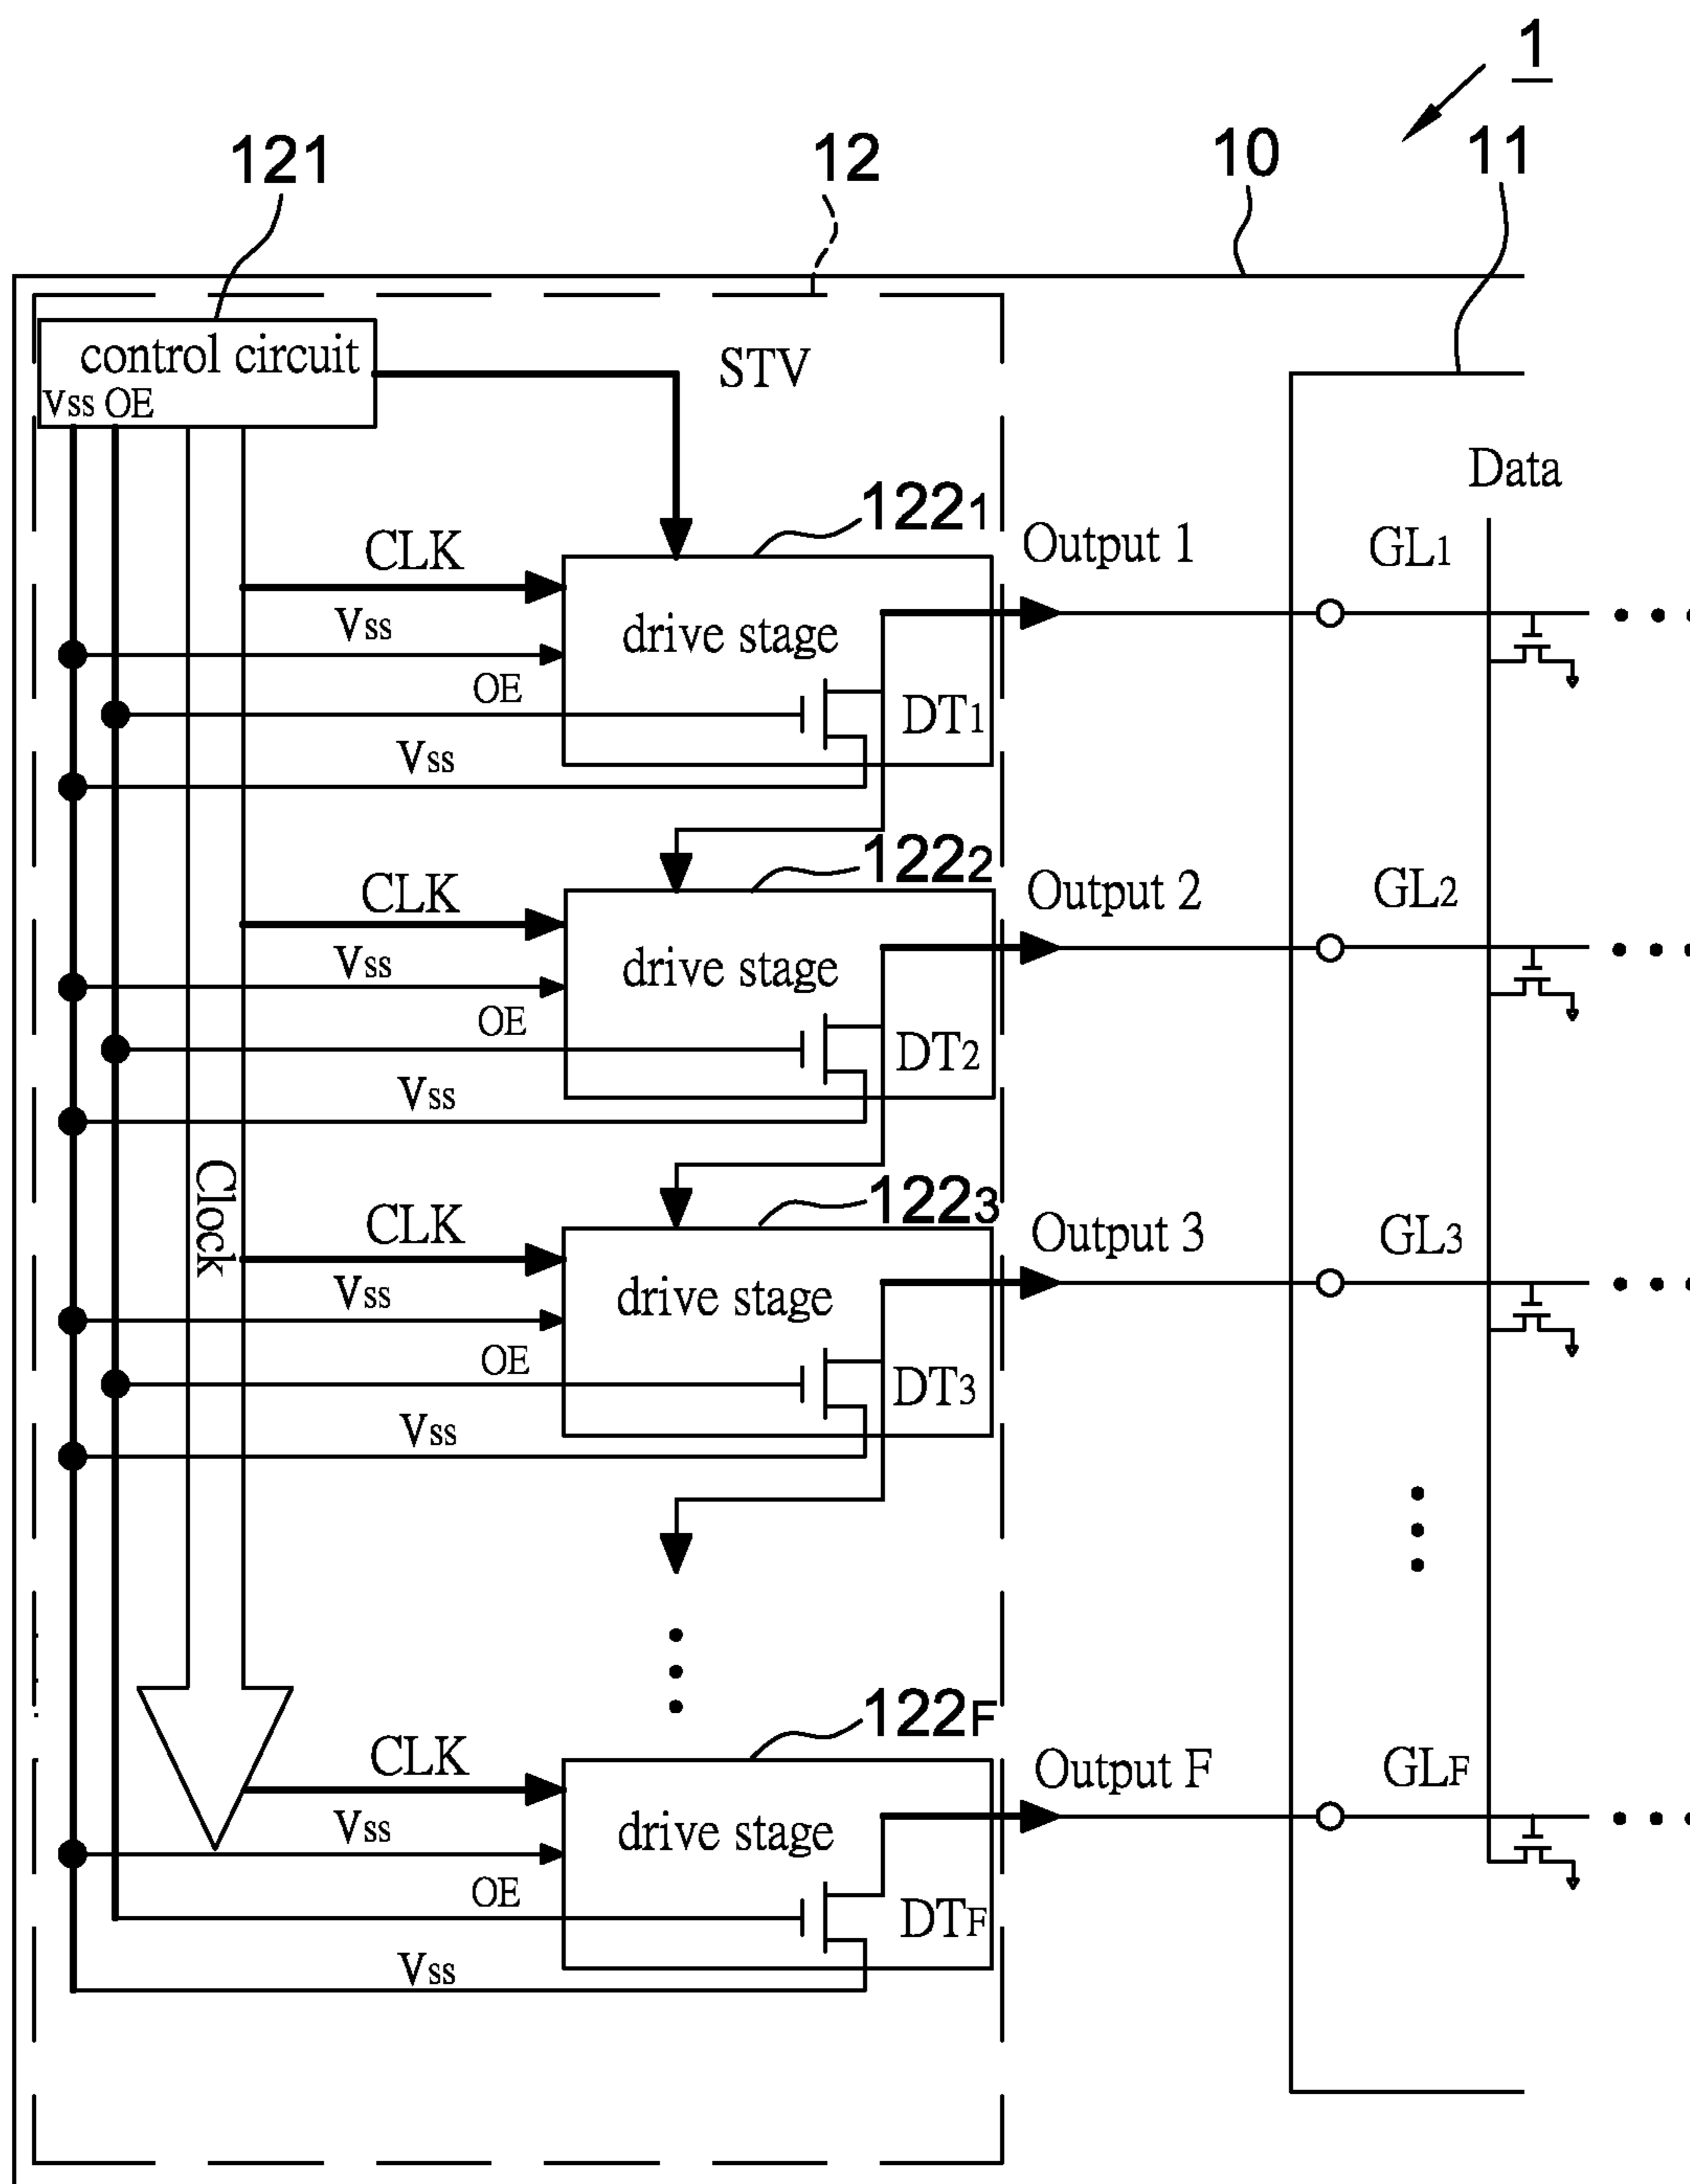 1
121
12
10
11
control circuit
Vss OE
STV
Data
122₁
CLK
Output 1
GL₁
Vss
drive stage
OE
DT₁
Vss
122₂
CLK
Output 2
GL₂
Vss
drive stage
OE
DT₂
Vss
Clock
122₃
CLK
Output 3
GL₃
Vss
drive stage
OE
DT₃
Vss
122F
CLK
Output F
GLF
Vss
drive stage
OE
DTF
Vss